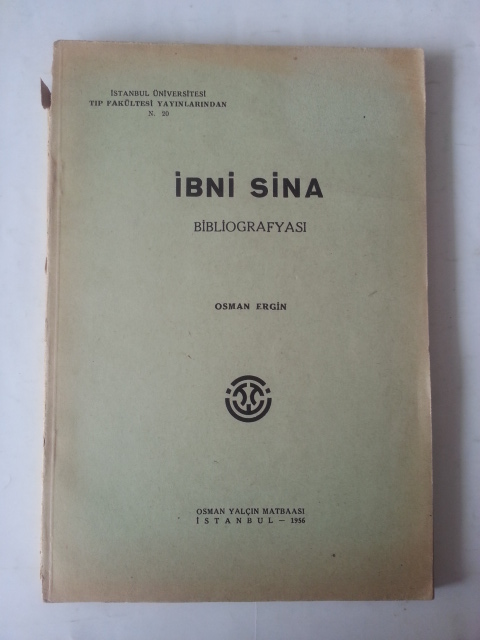 İSTANBUL ÜNİVERSİTESİ
TIP FAKÜLTESİ YAYINLARINDAN
N. 20
İBNİ SİNA
BİBLİOGRAFYASI
OSMAN ERGİN
OSMAN YALÇIN MATBAASI
İSTANBUL — 1956